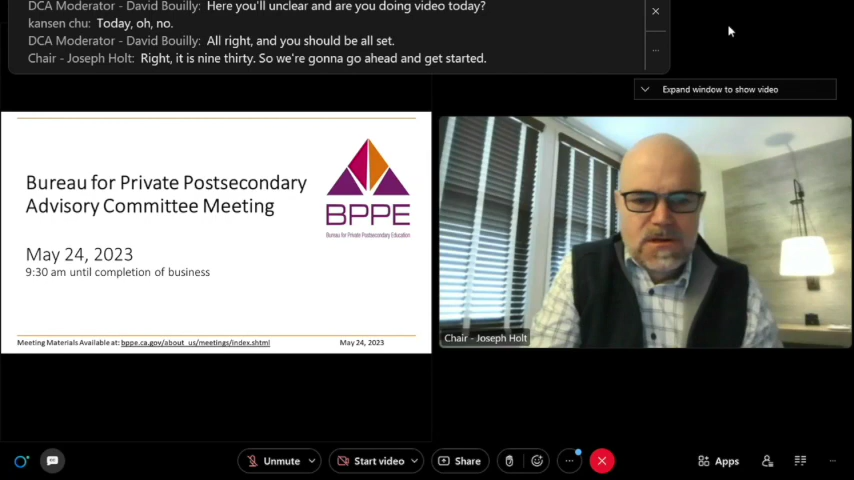 DCA Moderator - David Bouilly: Here you'll unclear and are you doing video today?
kansen chu: Today, oh, no.
DCA Moderator - David Bouilly: All right, and you should be all set.
Chair - Joseph Holt: Right, it is nine thirty. So we're gonna go ahead and get started.
Expand window to show video
Bureau for Private Postsecondary
Advisory Committee Meeting
BPPE
Bureau for Private Postsecondary Education
May 24, 2023
9:30 am until completion of business
Meeting Materials Available at: bppe.ca.gov/about_us/meetings/index.shtml
May 24, 2023
Chair - Joseph Holt
Unmute
Start video
Share
Apps